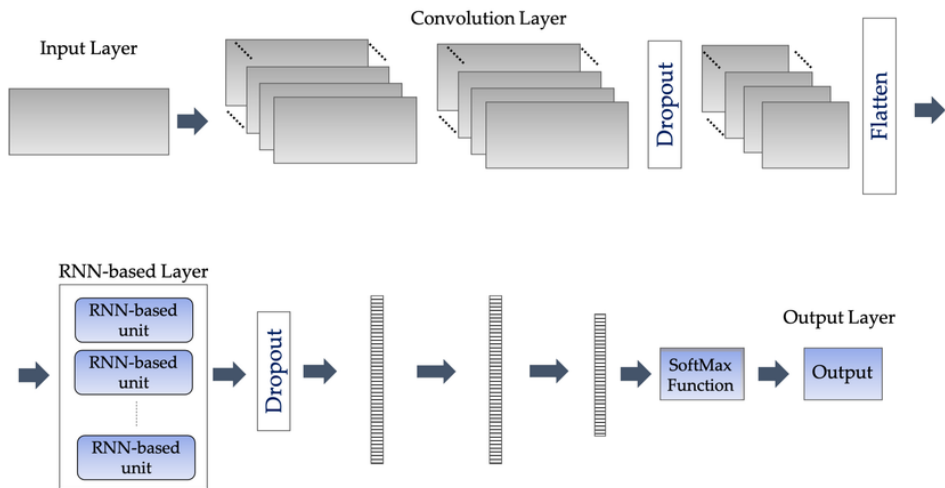 Convolution Layer
Input Layer
Dropout
Flatten
RNN-based Layer
RNN-based
unit
RNN-based
unit
RNN-based
unit
Dropout
SoftMax
Function
Output Layer
Output